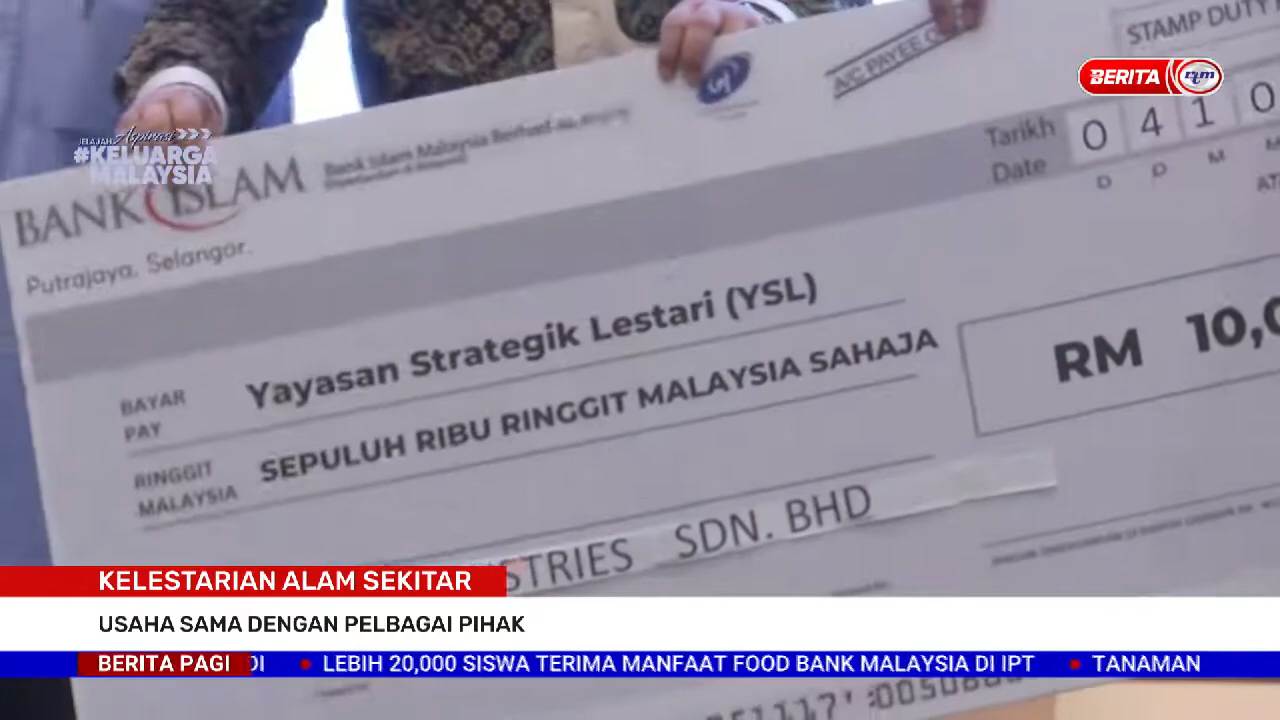 STAMP DUTY
A/C PAYEE
BERITA rtm
JELAJAH Aspirasi
#KELUARGA
MALAYSIA
BANK ISLAM
Bank Islam Malaysia Berhad
Putrajaya, Selangor.
Tarikh
Date
0 4 1 0
D D M M
BAYAR
PAY
Yayasan Strategik Lestari (YSL)
RINGGIT
MALAYSIA
SEPULUH RIBU RINGGIT MALAYSIA SAHAJA
RM 10,0
STRIES SDN. BHD
KELESTARIAN ALAM SEKITAR
USAHA SAMA DENGAN PELBAGAI PIHAK
BERITA PAGI DI • LEBIH 20,000 SISWA TERIMA MANFAAT FOOD BANK MALAYSIA DI IPT • TANAMAN